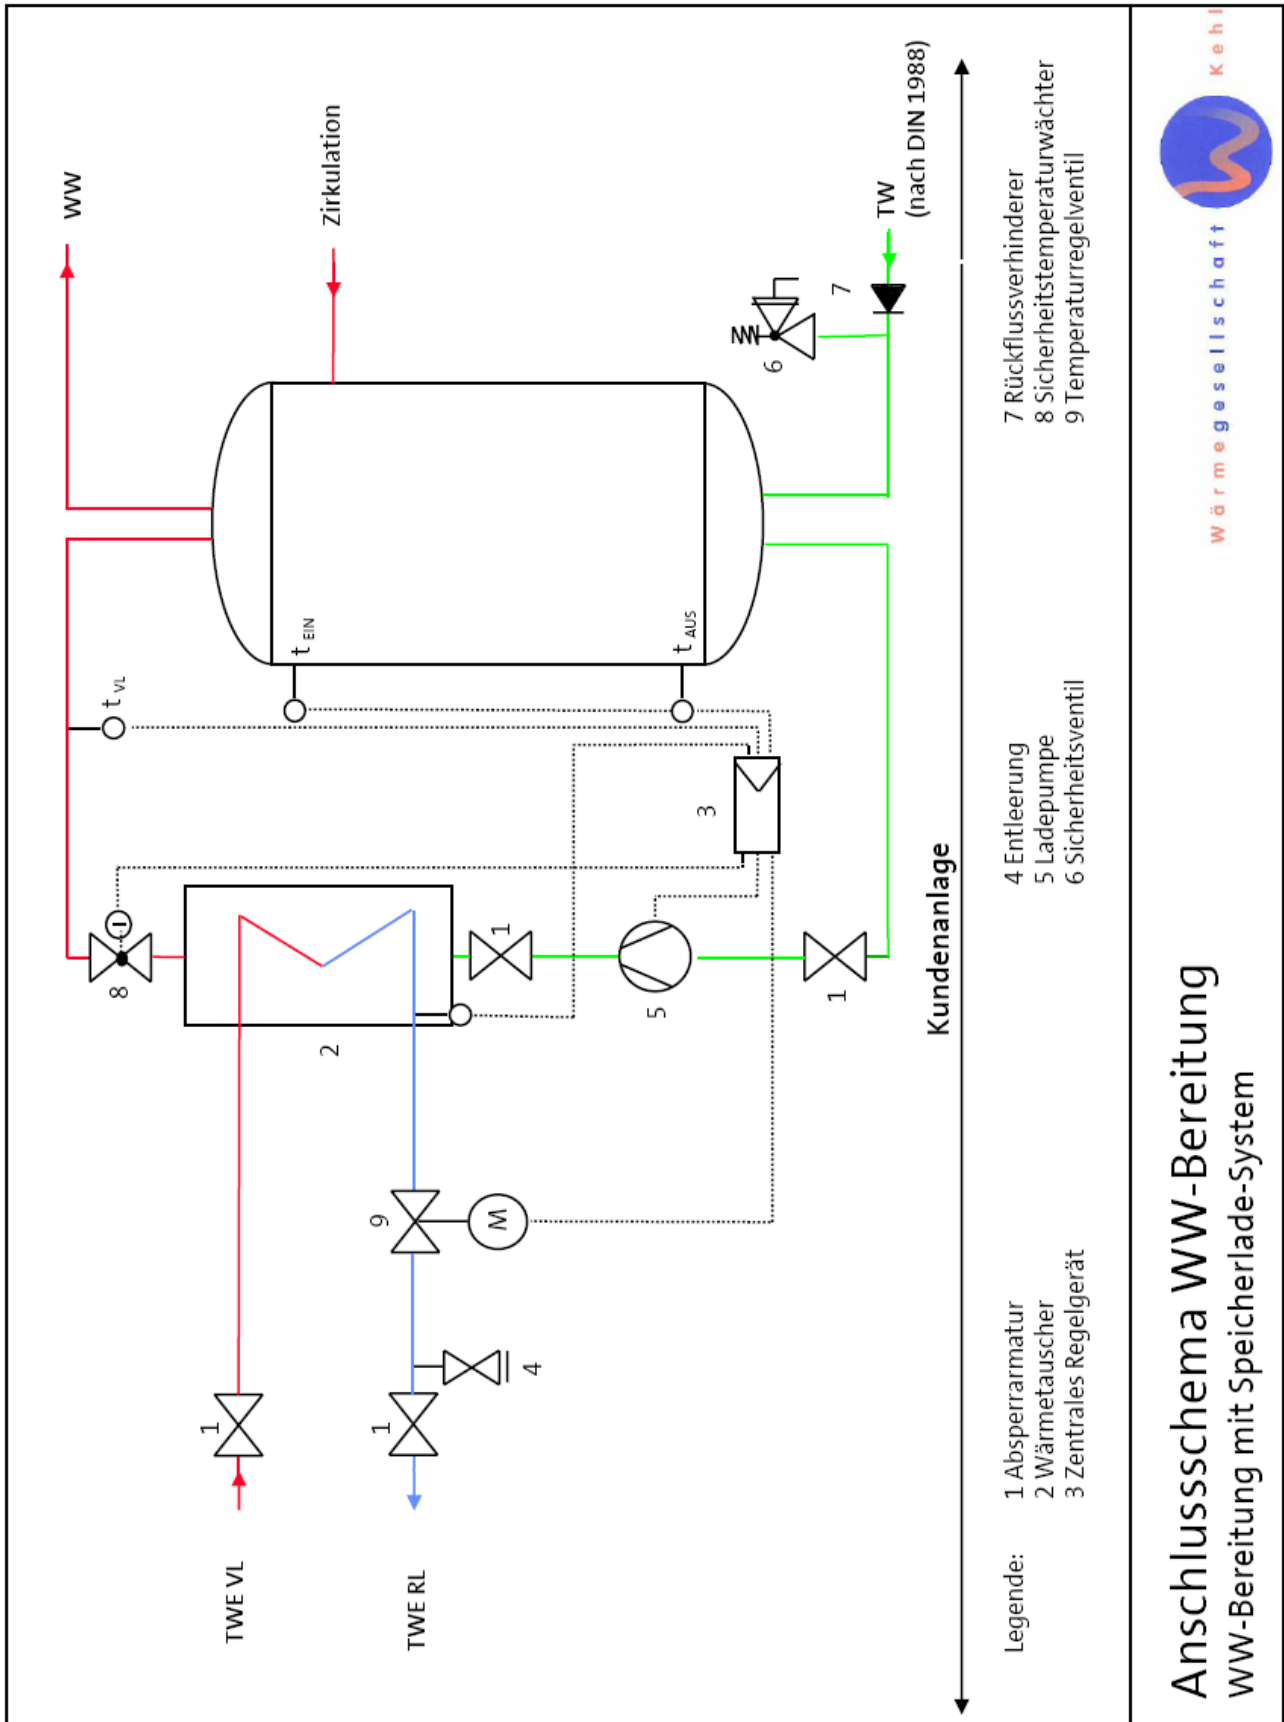 WW
Zirkulation
TW
(nach DIN 1988)
t VL
t EIN
t AUS
8
2
1
5
1
3
6
7
9
M
4
1
1
TWE VL
TWE RL
Kundenanlage
Legende:
1 Absperrarmatur
2 Wärmetauscher
3 Zentrales Regelgerät
4 Entleerung
5 Ladepumpe
6 Sicherheitsventil
7 Rückflussverhinderer
8 Sicherheitstemperaturwächter
9 Temperaturregelventil
Anschlussschema WW-Bereitung
WW-Bereitung mit Speicherlade-System
Wärmegesellschaft Kehl